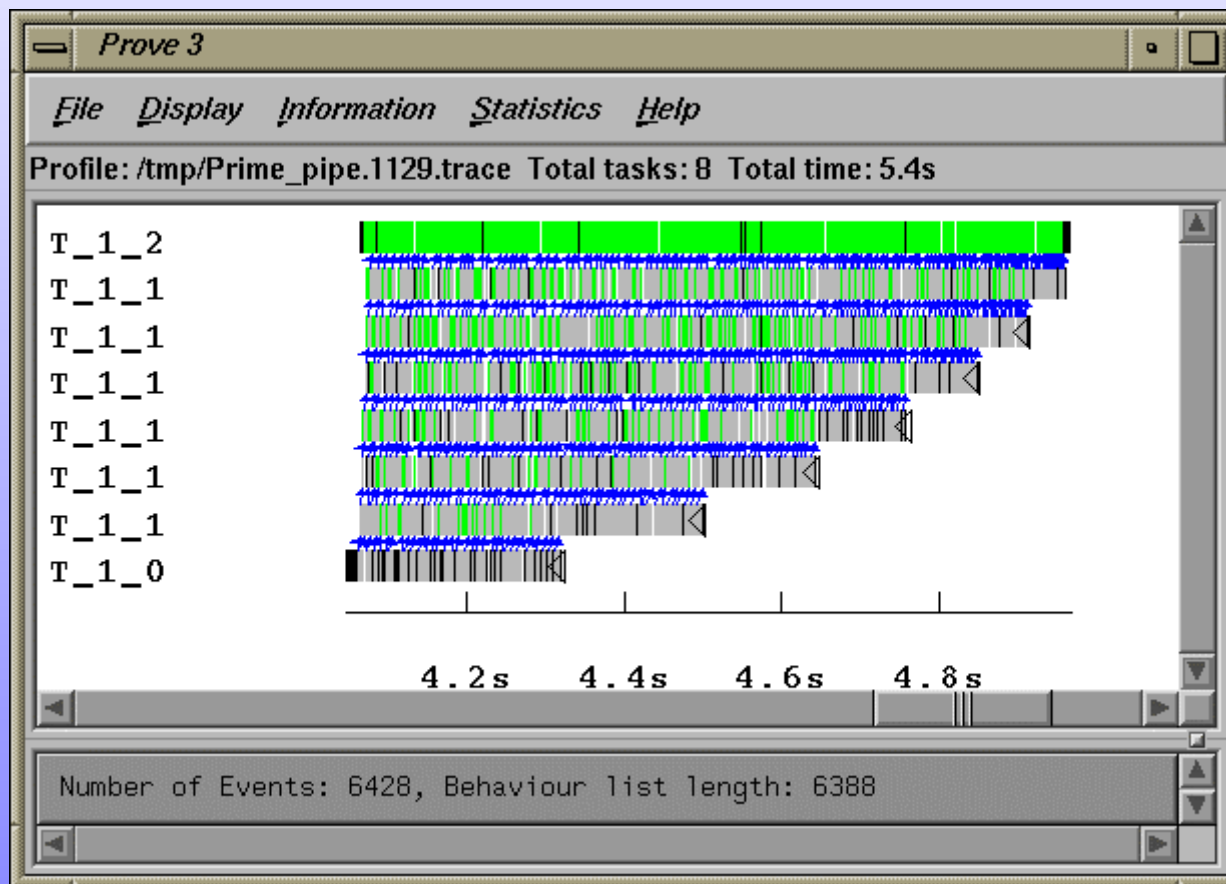 Prove 3
File Display Information Statistics Help
Profile: /tmp/Prime_pipe.1129.trace Total tasks: 8 Total time: 5.4s
T_1_2
T_1_1
T_1_1
T_1_1
T_1_1
T_1_1
T_1_1
T_1_0
4.2s 4.4s 4.6s 4.8s
Number of Events: 6428, Behaviour list length: 6388